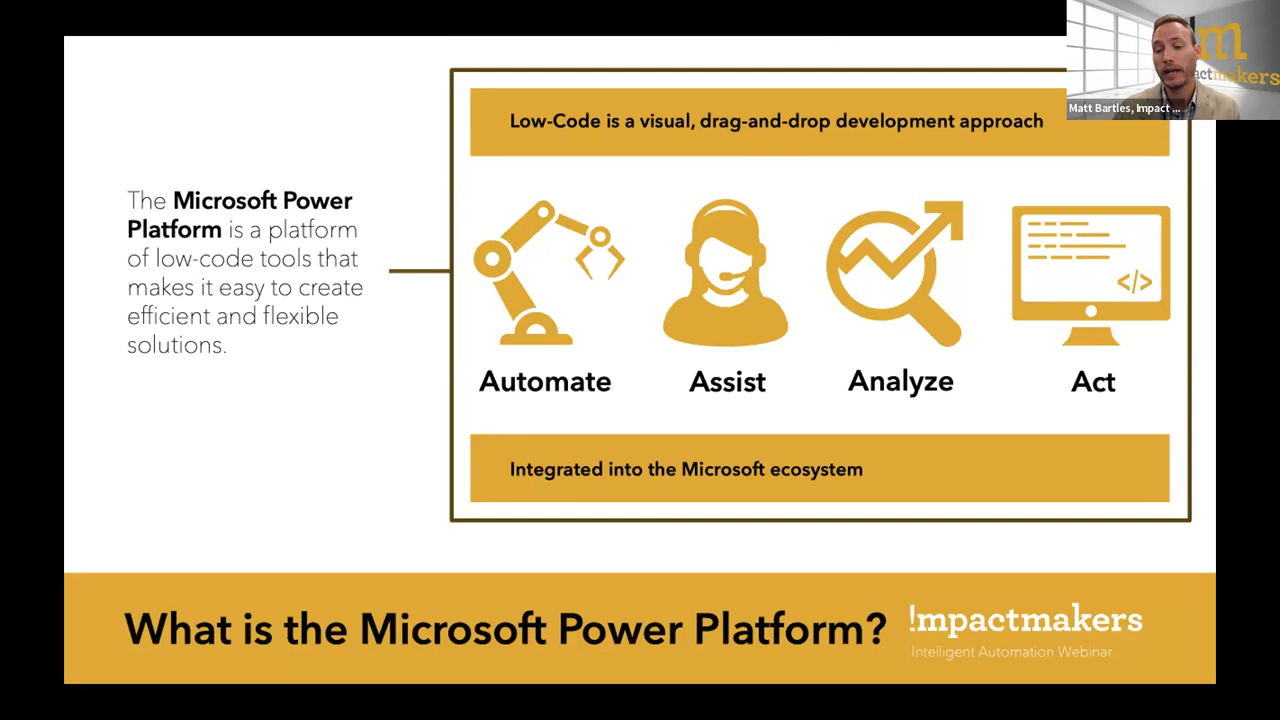 m
actmakers
Matt Bartles, Impact ...
Low-Code is a visual, drag-and-drop development approach
The Microsoft Power
Platform is a platform
of low-code tools that
makes it easy to create
efficient and flexible
solutions.
</>
Automate
Assist
Analyze
Act
Integrated into the Microsoft ecosystem
What is the Microsoft Power Platform?
!mpactmakers
Intelligent Automation Webinar